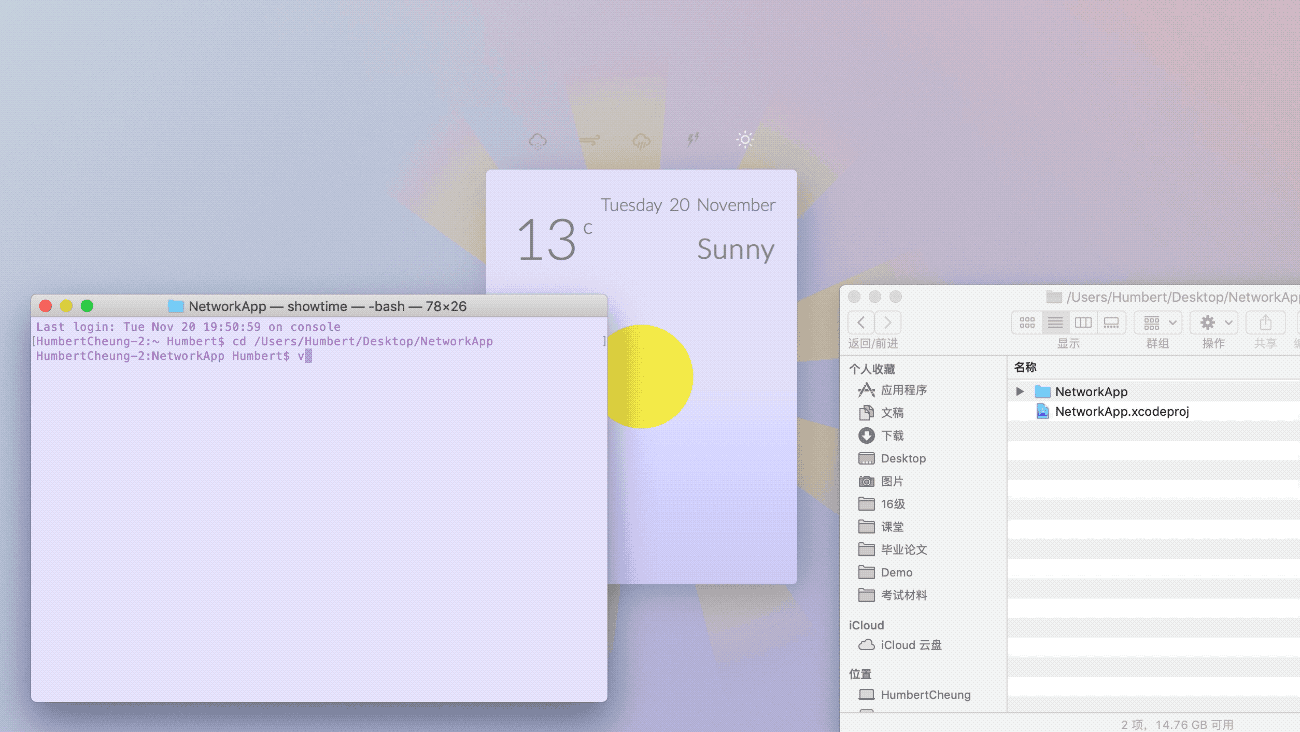 Tuesday 20 November
13 c
Sunny
NetworkApp — showtime — -bash — 78×26
Last login: Tue Nov 20 19:50:59 on console
[HumbertCheung-2:~ Humbert$ cd /Users/Humbert/Desktop/NetworkApp ]
HumbertCheung-2:NetworkApp Humbert$ v
/Users/Humbert/Desktop/NetworkApp
返回/前进
显示
群组
操作
共享
个人收藏
应用程序
文稿
下载
Desktop
图片
16级
课堂
毕业论文
Demo
考试材料
iCloud
iCloud 云盘
位置
HumbertCheung
名称
NetworkApp
NetworkApp.xcodeproj
2 项，14.76 GB 可用